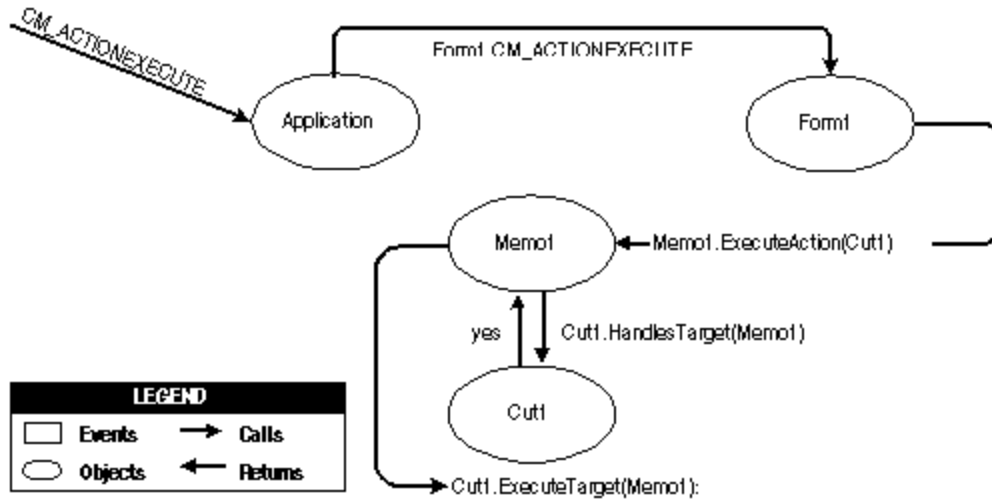 CM_ACTIONEXECUTE
Form1.CM_ACTIONEXECUTE
Application
Form1
Memo1
Memo1.ExecuteAction(Cut1)
yes
Cut1.HandlesTarget(Memo1)
Cut1
LEGEND
Events
Calls
Objects
Returns
Cut1.ExecuteTarget(Memo1):